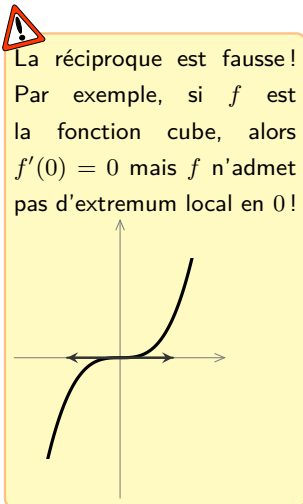 La réciproque est fausse !
Par exemple, si f est
la fonction cube, alors
f′(0) = 0 mais f n'admet
pas d'extremum local en 0 !